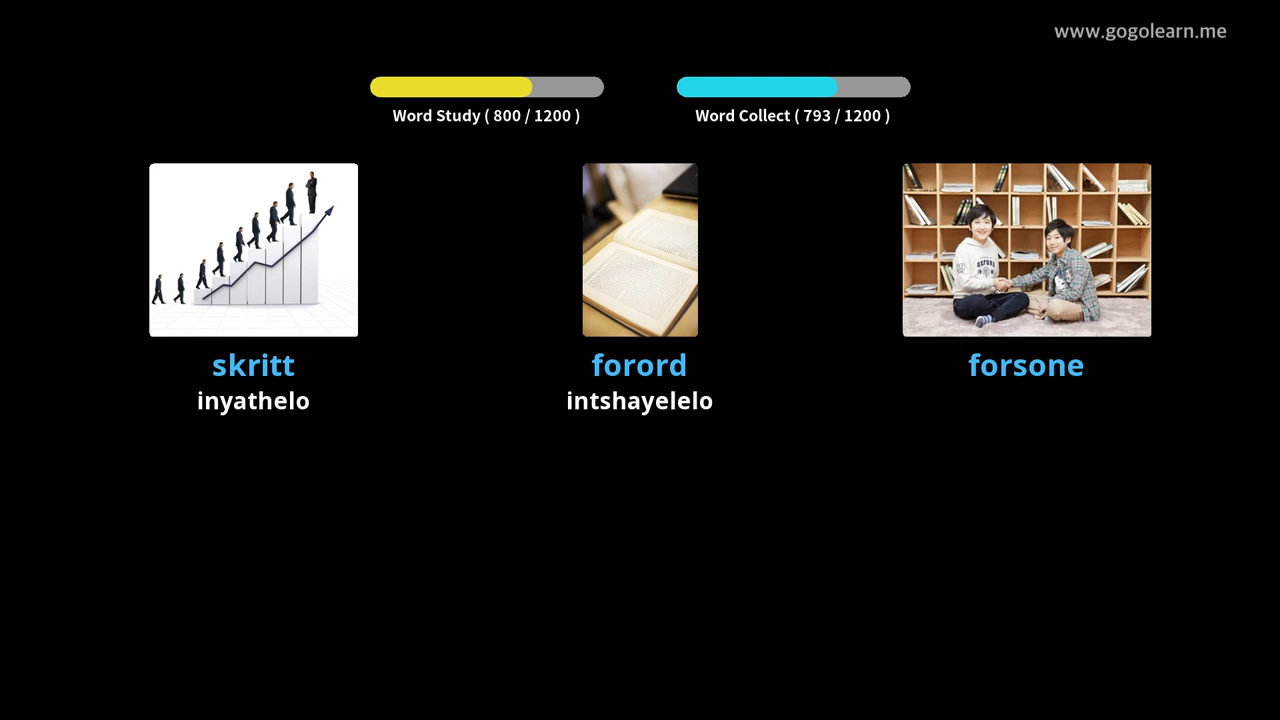 www.gogolearn.me
Word Study ( 800 / 1200 )
Word Collect ( 793 / 1200 )
skritt
inyathelo
forord
intshayelelo
forsone